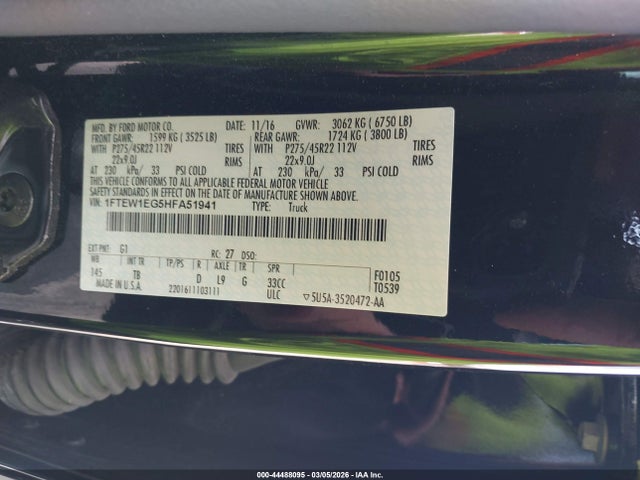 MFD. BY FORD MOTOR CO. DATE: 11/16 GVWR: 3062 KG ( 6750 LB)
FRONT GAWR: 1599 KG ( 3525 LB) REAR GAWR: 1724 KG ( 3800 LB)
WITH P275/45R22 112V TIRES WITH P275/45R22 112V TIRES
22x9.0J RIMS 22x9.0J RIMS
AT 230 kPa/ 33 PSI COLD AT 230 kPa/ 33 PSI COLD
THIS VEHICLE CONFORMS TO ALL APPLICABLE FEDERAL MOTOR VEHICLE
SAFETY STANDARDS IN EFFECT ON THE DATE OF MANUFACTURE SHOWN ABOVE.
VIN: 1FTEW1EG5HFA51941 TYPE: Truck
EXT PNT: G1 RC: 27 DSO: F0105
WB INT TR TP/PS R AXLE TR SPR T0539
145 TB D L9 G 33CC
MADE IN U.S.A. 2201611103111 ULC ▽5U5A-3520472-AA
000-44488095 - 03/05/2026 - IAA Inc.